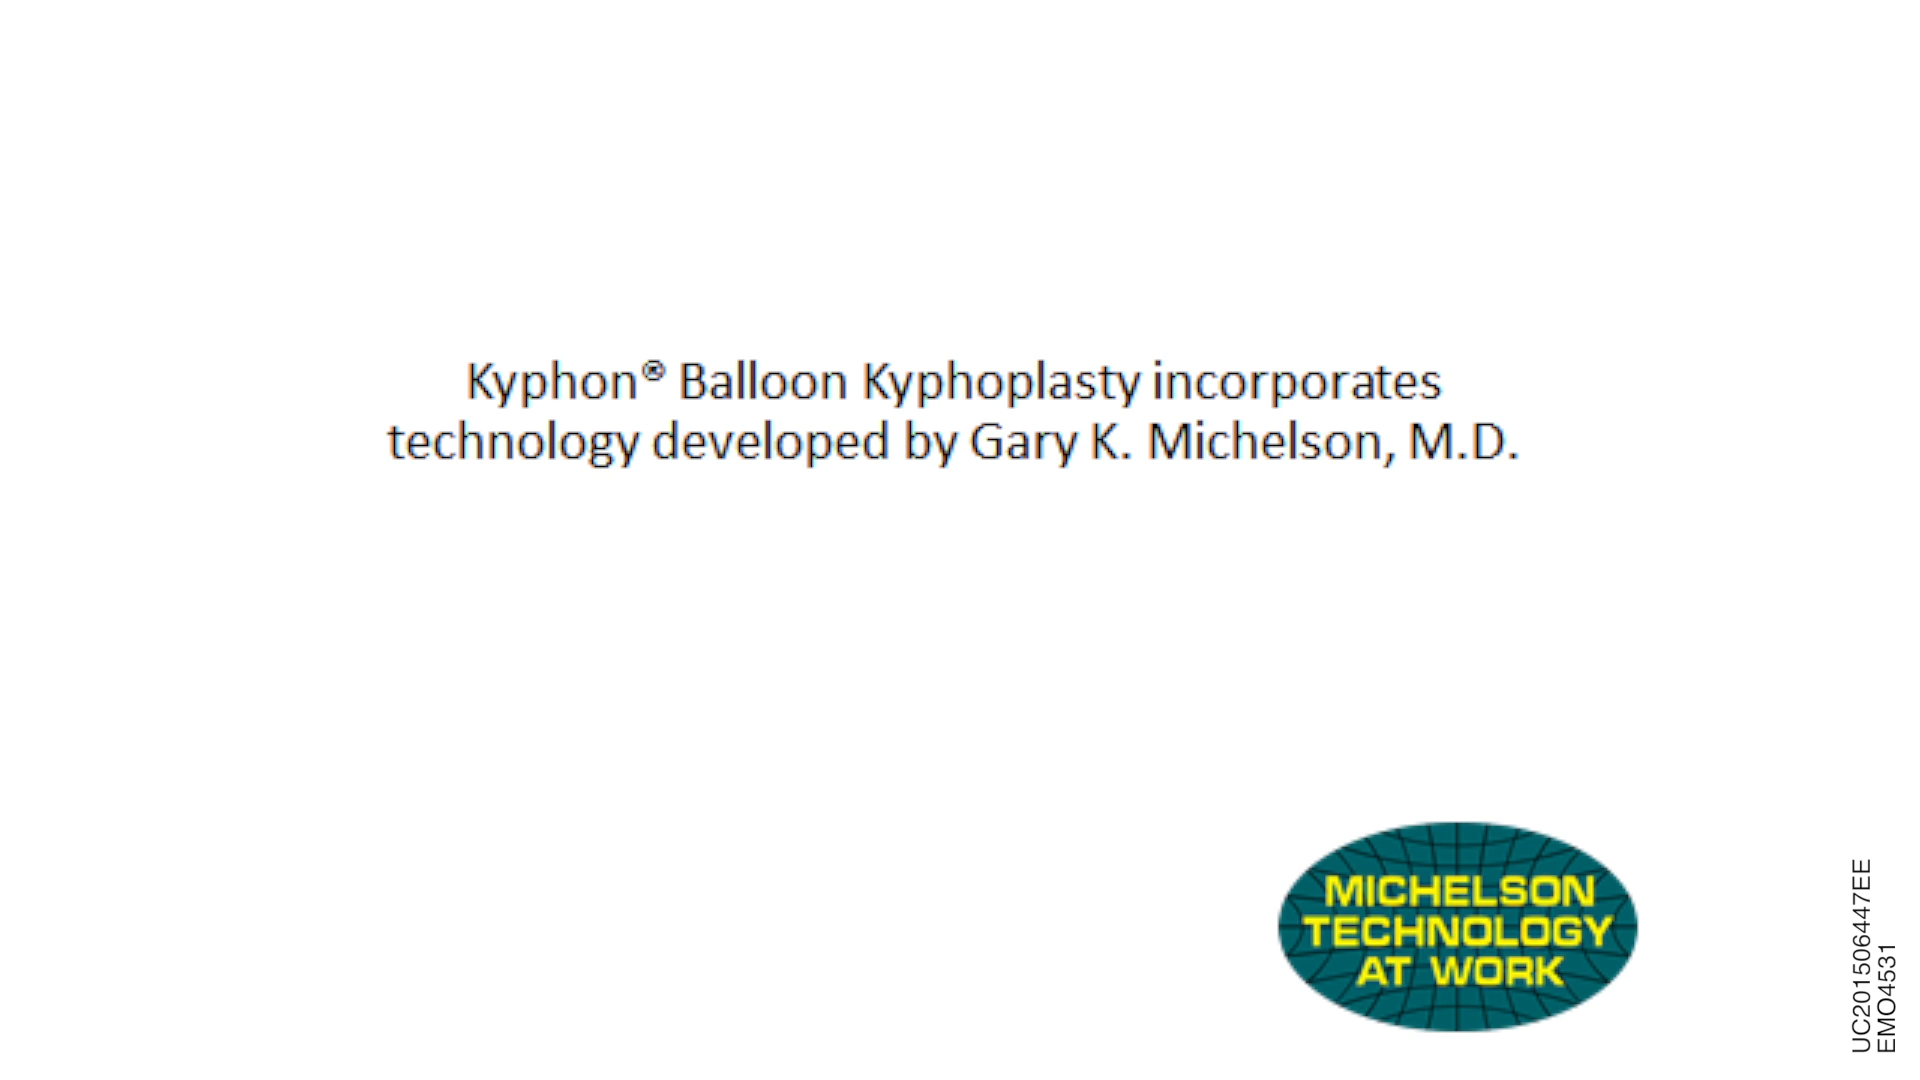 Kyphon® Balloon Kyphoplasty incorporates
technology developed by Gary K. Michelson, M.D.
MICHELSON
TECHNOLOGY
AT WORK
UC201506447EE
EMO4531